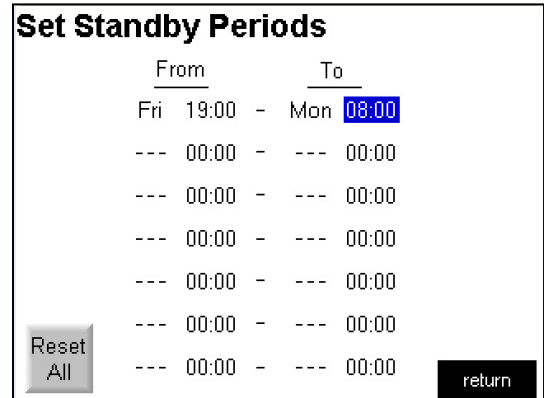 Set Standby Periods
From To
Fri 19:00 - Mon 08:00
--- 00:00 - --- 00:00
--- 00:00 - --- 00:00
--- 00:00 - --- 00:00
--- 00:00 - --- 00:00
--- 00:00 - --- 00:00
--- 00:00 - --- 00:00
Reset
All
return